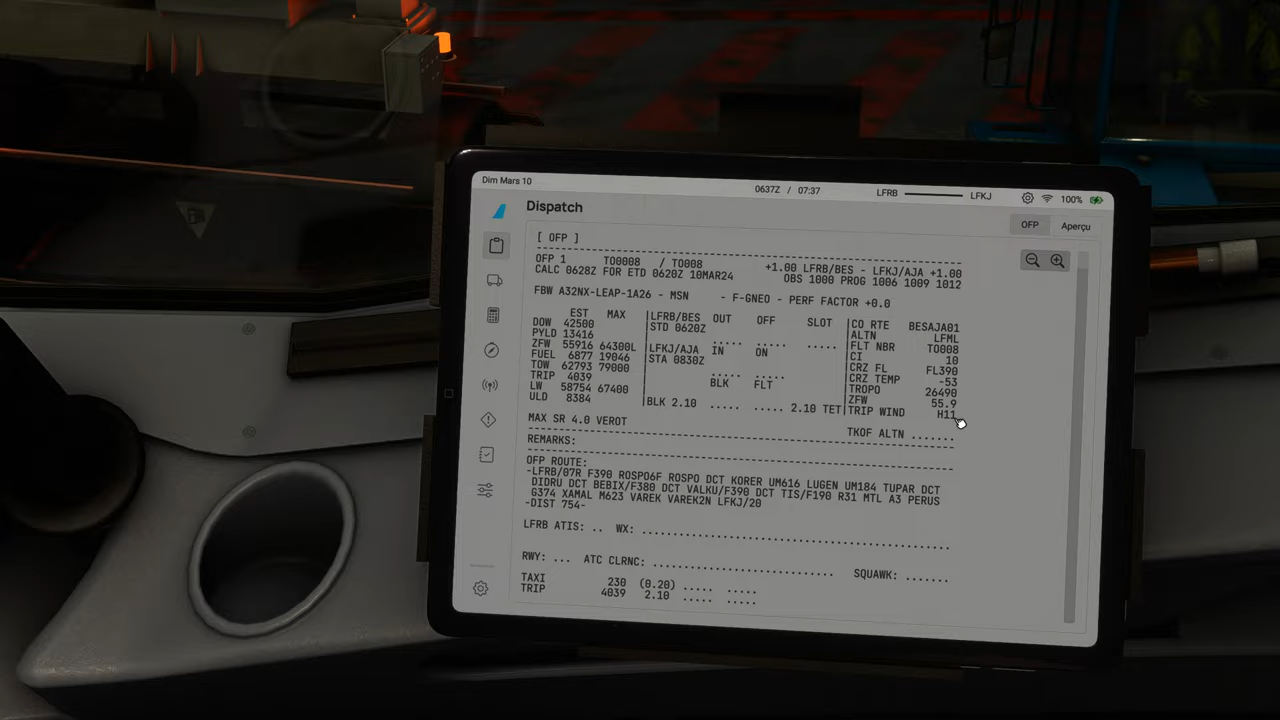 Dim Mars 10
0637Z / 07:37
LFRB LFKJ
100%
Dispatch
OFP Aperçu
[ OFP ]
OFP 1 TO0008 / TO008 +1.00 LFRB/BES - LFKJ/AJA +1.00
CALC 0628Z FOR ETD 0620Z 10MAR24 OBS 1000 PROG 1006 1009 1012
FBW A32NX-LEAP-1A26 - MSN - F-GNEO - PERF FACTOR +0.0
EST MAX |LFRB/BES OUT OFF SLOT |CO RTE BESAJA01
DOW 42500 |STD 0620Z |ALTN LFML
PYLD 13416 ..... ..... ..... |FLT NBR TO008
ZFW 55916 64300L |LFKJ/AJA IN ON |CI 10
FUEL 6877 19046 |STA 0830Z |CRZ FL FL390
TOW 62793 79000 ..... ..... |CRZ TEMP -53
TRIP 4039 BLK FLT |TROPO 26490
LW 58754 67400 |ZFW 55.9
ULD 8384 |BLK 2.10 ..... ..... 2.10 TET|TRIP WIND H11
MAX SR 4.0 VEROT TKOF ALTN .......
REMARKS:
OFP ROUTE:
-LFRB/07R F390 ROSPO6F ROSPO DCT KORER UM616 LUGEN UM184 TUPAR DCT
DIDRU DCT BEBIX/F380 DCT VALKU/F390 DCT TIS/F190 R31 MTL A3 PERUS
G374 XAMAL M623 VAREK VAREK2N LFKJ/20
-DIST 754-
LFRB ATIS: .. WX: ..............................................
RWY: ... ATC CLRNC: ........................... SQUAWK: .......
TAXI 230 (0.20) ..... .....
TRIP 4039 2.10 ..... .....